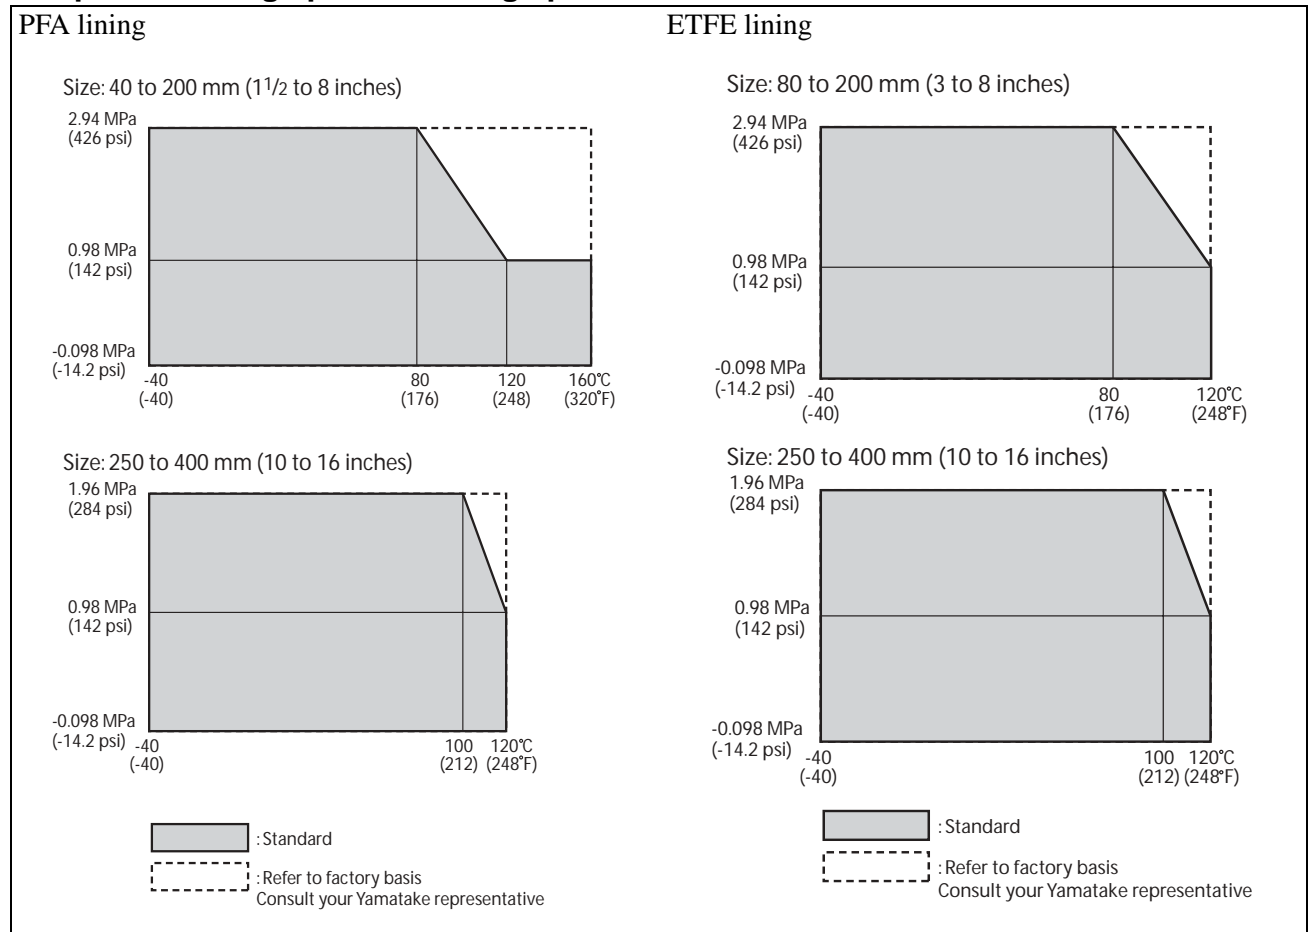 PFA lining
Size: 40 to 200 mm (1 1/2 to 8 inches)
2.94 MPa
(426 psi)
0.98 MPa
(142 psi)
-0.098 MPa
(-14.2 psi)
-40
(-40)
80
(176)
120
(248)
160°C
(320°F)
Size: 250 to 400 mm (10 to 16 inches)
1.96 MPa
(284 psi)
0.98 MPa
(142 psi)
-0.098 MPa
(-14.2 psi)
-40
(-40)
100
(212)
120°C
(248°F)
: Standard
: Refer to factory basis
Consult your Yamatake representative
ETFE lining
Size: 80 to 200 mm (3 to 8 inches)
2.94 MPa
(426 psi)
0.98 MPa
(142 psi)
-0.098 MPa
(-14.2 psi)
-40
(-40)
80
(176)
120°C
(248°F)
Size: 250 to 400 mm (10 to 16 inches)
1.96 MPa
(284 psi)
0.98 MPa
(142 psi)
-0.098 MPa
(-14.2 psi)
-40
(-40)
100
(212)
120°C
(248°F)
: Standard
: Refer to factory basis
Consult your Yamatake representative